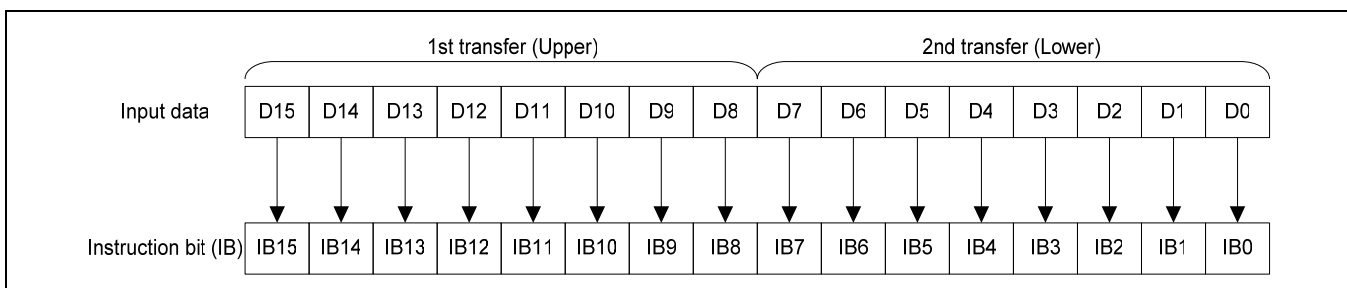 1st transfer (Upper) 2nd transfer (Lower)
Input data D15 D14 D13 D12 D11 D10 D9 D8 D7 D6 D5 D4 D3 D2 D1 D0
Instruction bit (IB) IB15 IB14 IB13 IB12 IB11 IB10 IB9 IB8 IB7 IB6 IB5 IB4 IB3 IB2 IB1 IB0